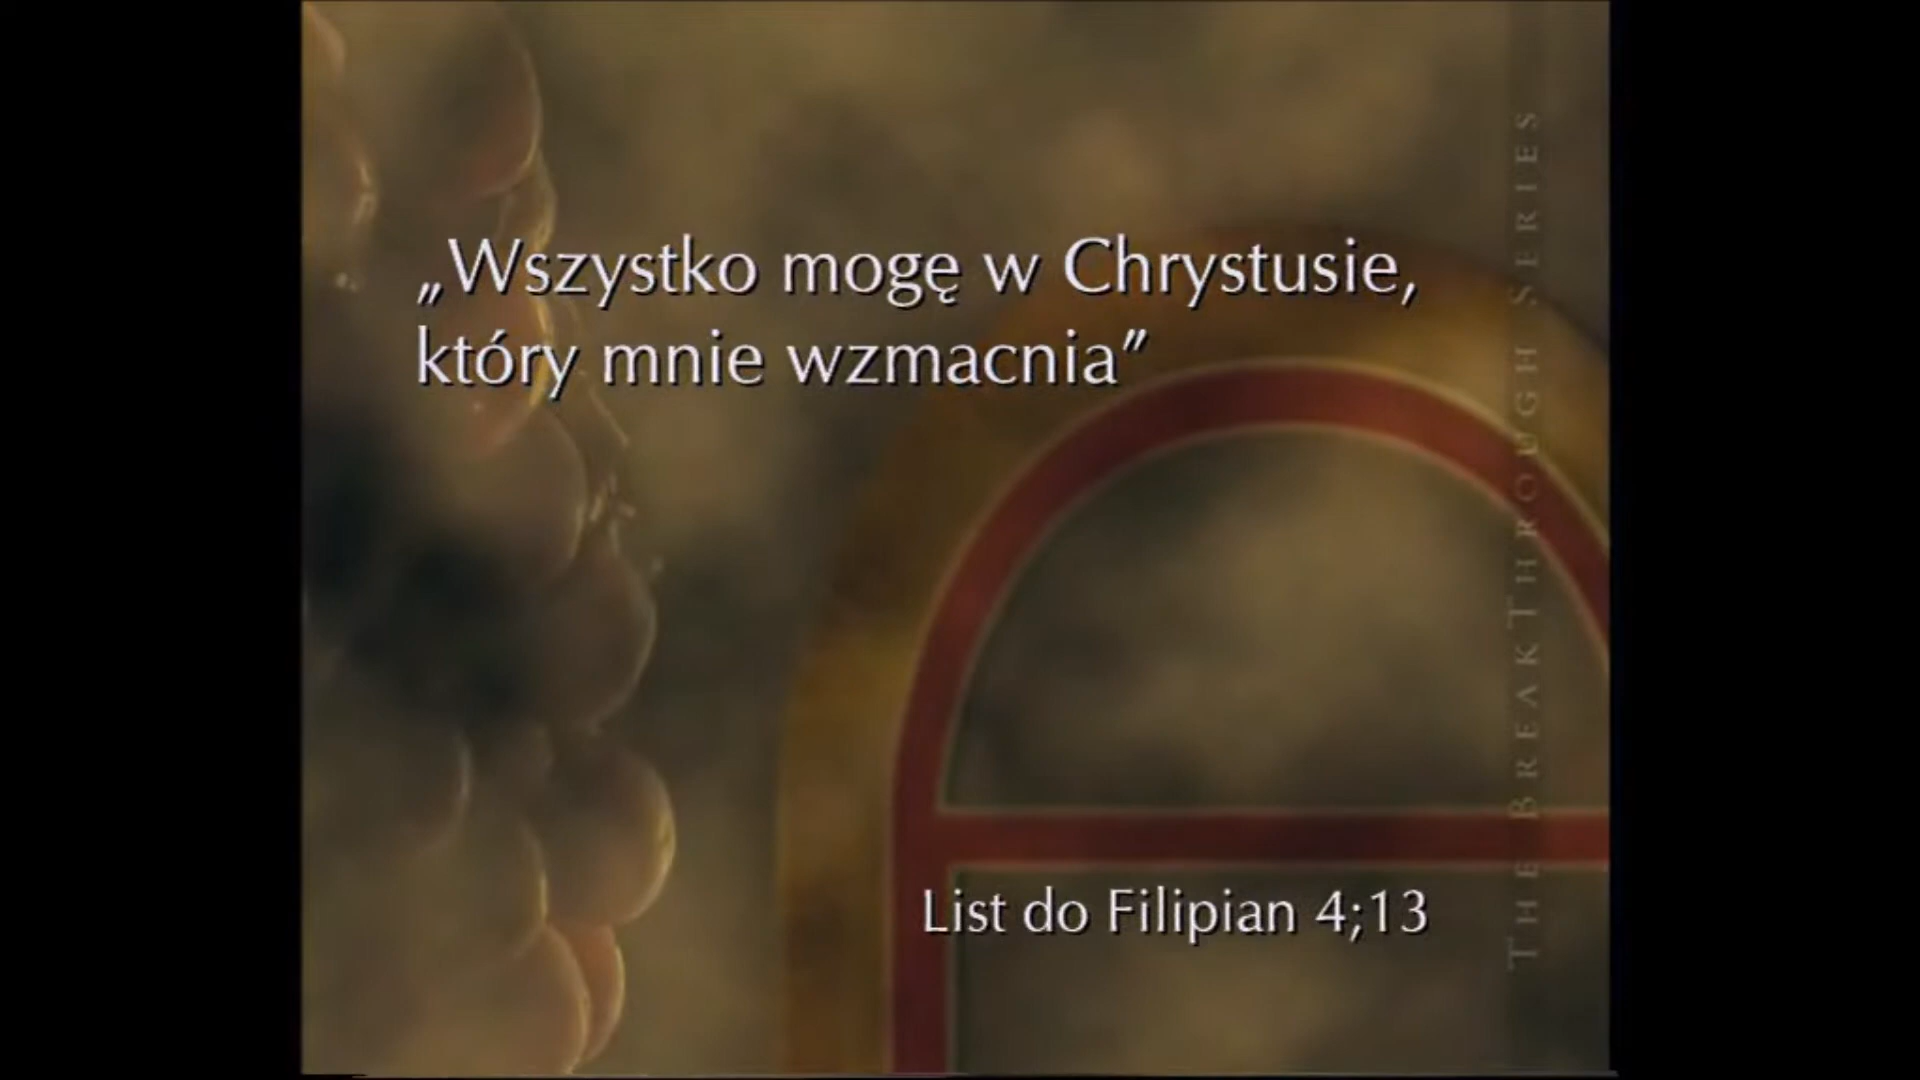 „Wszystko mogę w Chrystusie,
który mnie wzmacnia”
List do Filipian 4;13
THE BREAKTHROUGH SERIES